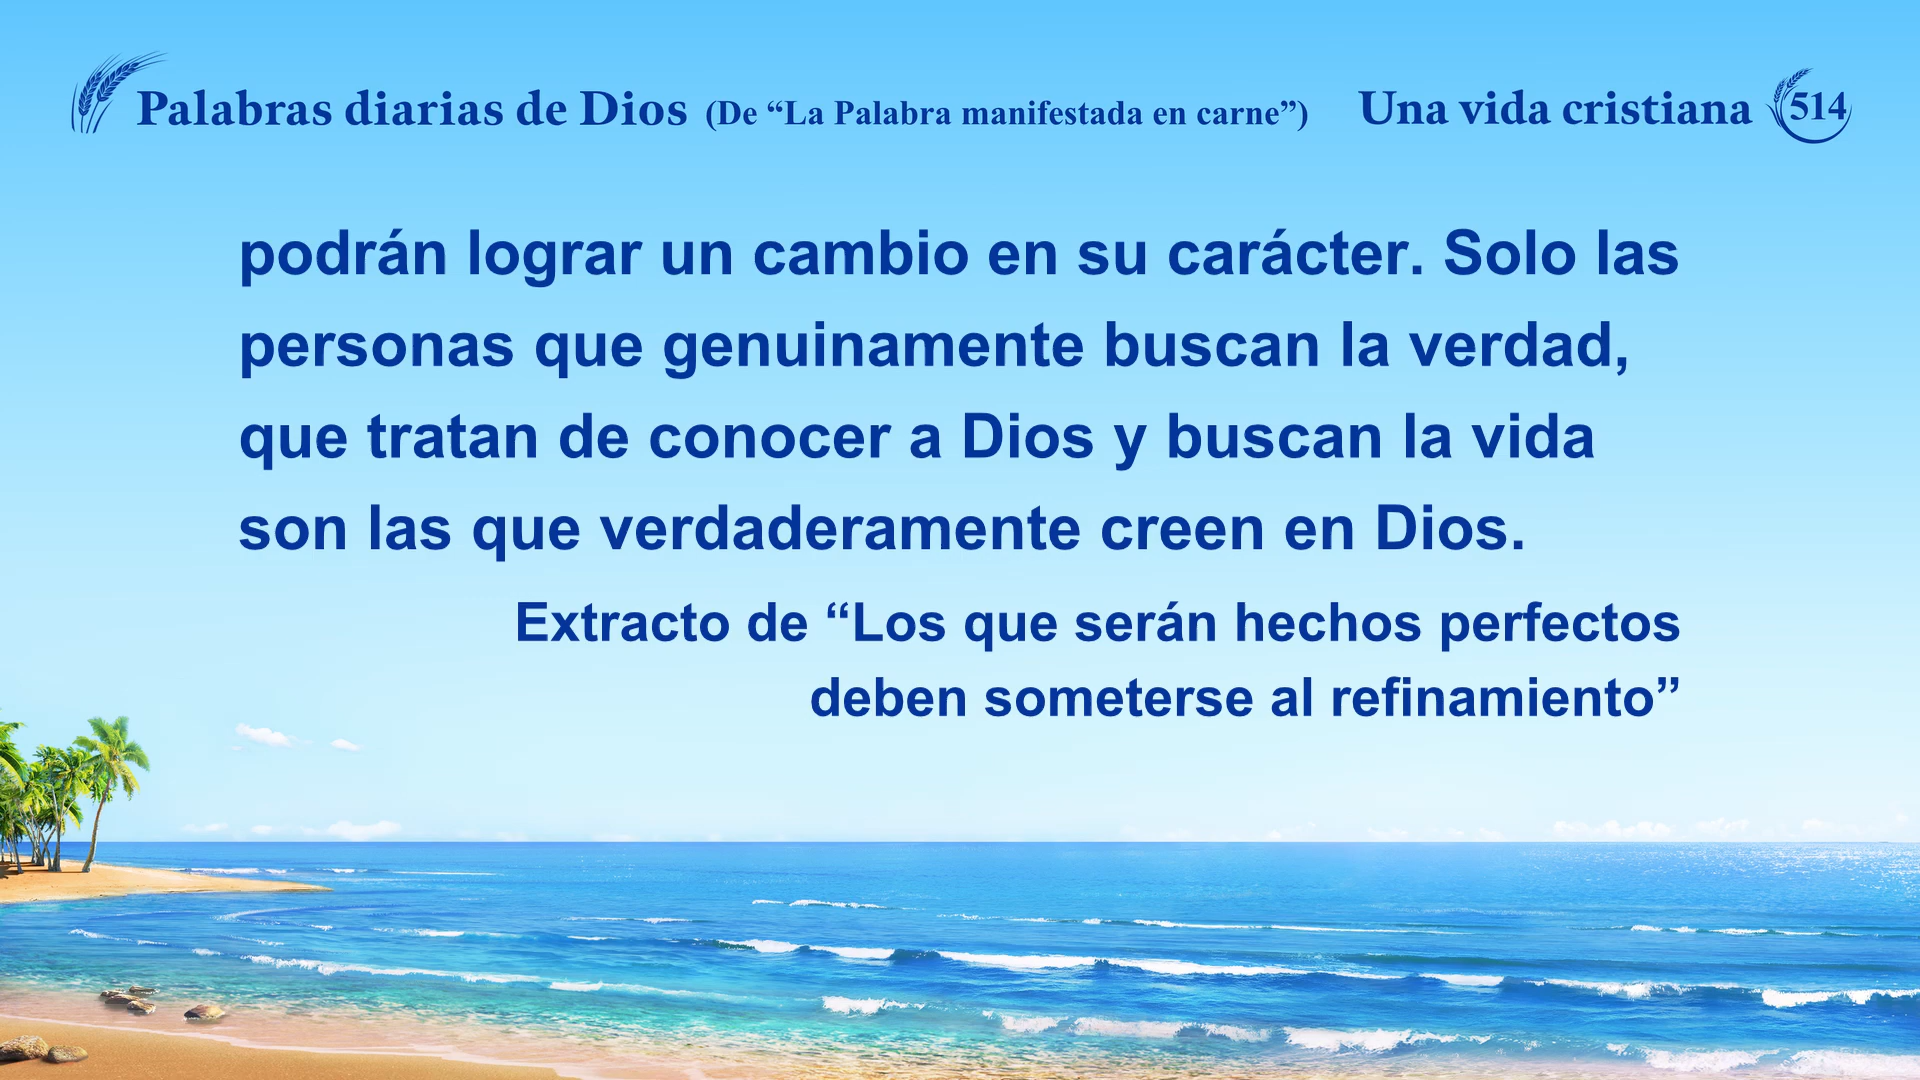 Palabras diarias de Dios (De “La Palabra manifestada en carne”) Una vida cristiana 514
podrán lograr un cambio en su carácter. Solo las
personas que genuinamente buscan la verdad,
que tratan de conocer a Dios y buscan la vida
son las que verdaderamente creen en Dios.
Extracto de “Los que serán hechos perfectos
deben someterse al refinamiento”